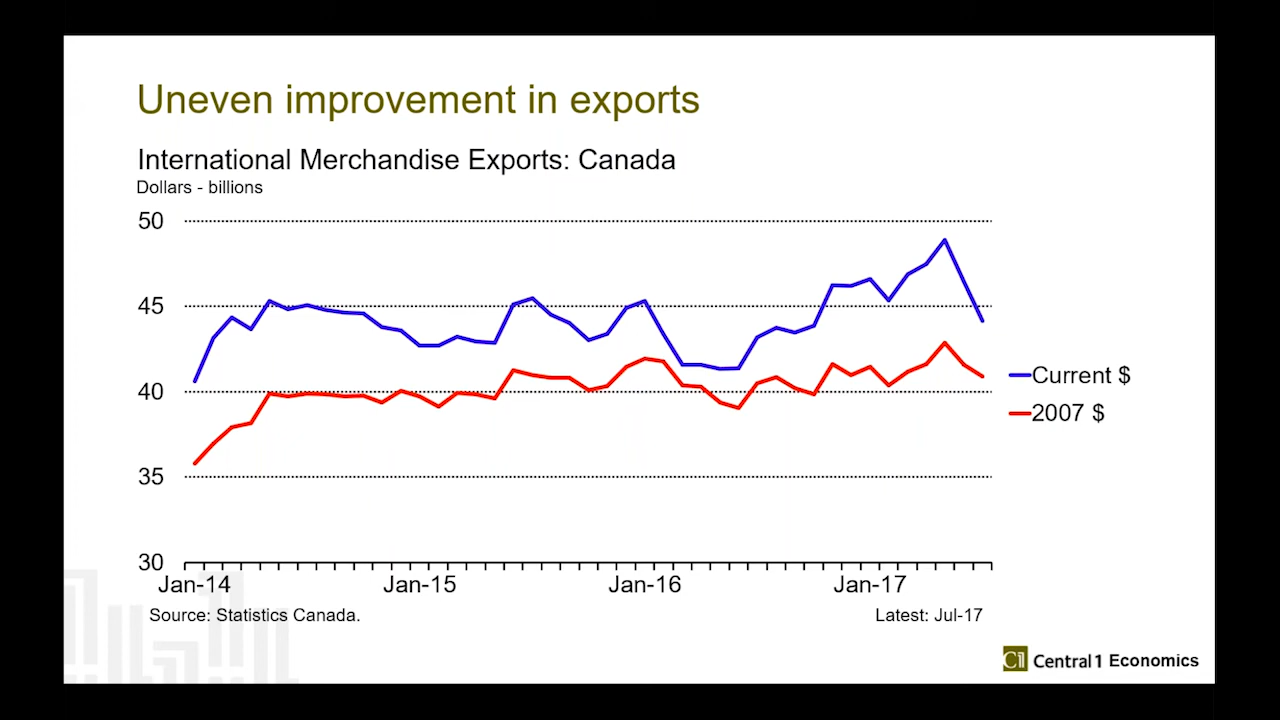 Uneven improvement in exports
International Merchandise Exports: Canada
Dollars - billions
50
45
40
35
30
Current $
2007 $
Jan-14 Jan-15 Jan-16 Jan-17
Source: Statistics Canada. Latest: Jul-17
C1 Central 1 Economics